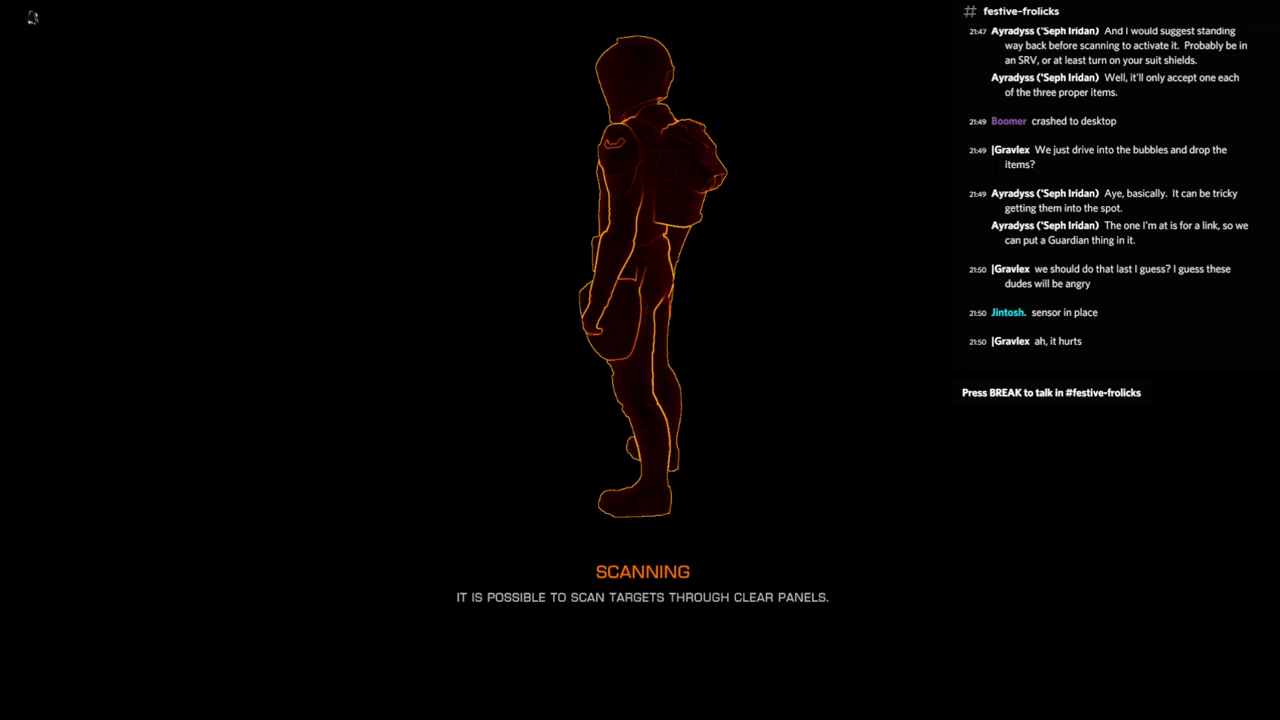 # festive-frolicks
21:47 Ayradyss ('Seph Iridan) And I would suggest standing
way back before scanning to activate it. Probably be in
an SRV, or at least turn on your suit shields.
Ayradyss ('Seph Iridan) Well, it'll only accept one each
of the three proper items.
21:49 Boomer crashed to desktop
21:49 |Gravlex We just drive into the bubbles and drop the
items?
21:49 Ayradyss ('Seph Iridan) Aye, basically. It can be tricky
getting them into the spot.
Ayradyss ('Seph Iridan) The one I'm at is for a link, so we
can put a Guardian thing in it.
21:50 |Gravlex we should do that last I guess? I guess these
dudes will be angry
21:50 Jintosh. sensor in place
21:50 |Gravlex ah, it hurts
Press BREAK to talk in #festive-frolicks
SCANNING
IT IS POSSIBLE TO SCAN TARGETS THROUGH CLEAR PANELS.